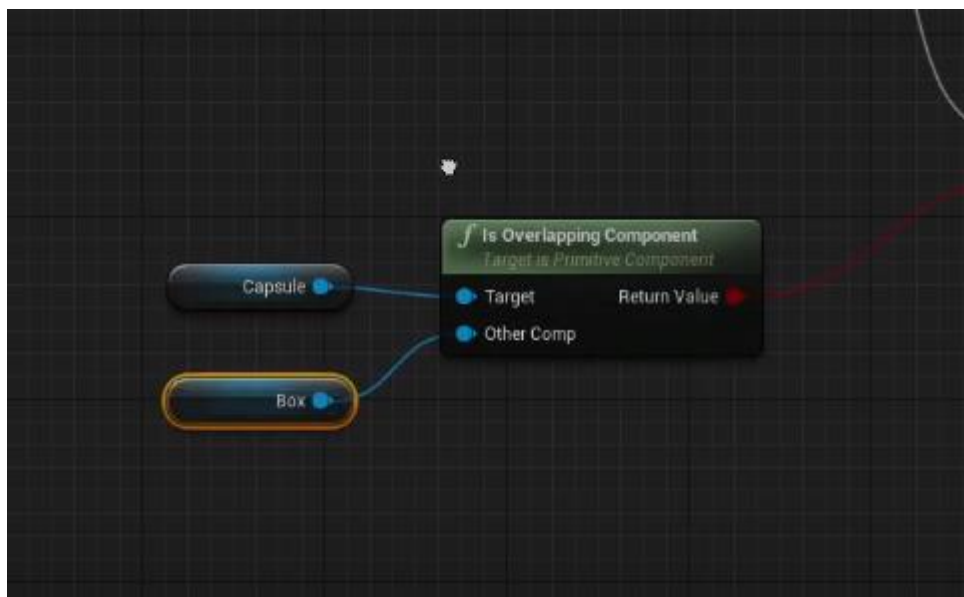 f Is Overlapping Component
Target is Primitive Component
Capsule
Target
Return Value
Other Comp
Box